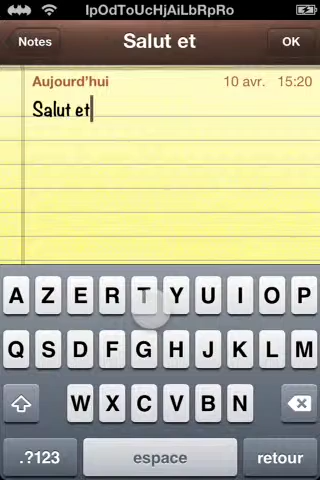 IpOdToUcHjAiLbRpRo
Notes Salut et OK
Aujourd'hui 10 avr. 15:20
Salut et
A Z E R T Y U I O P
Q S D F G H J K L M
W X C V B N
.?123 espace retour